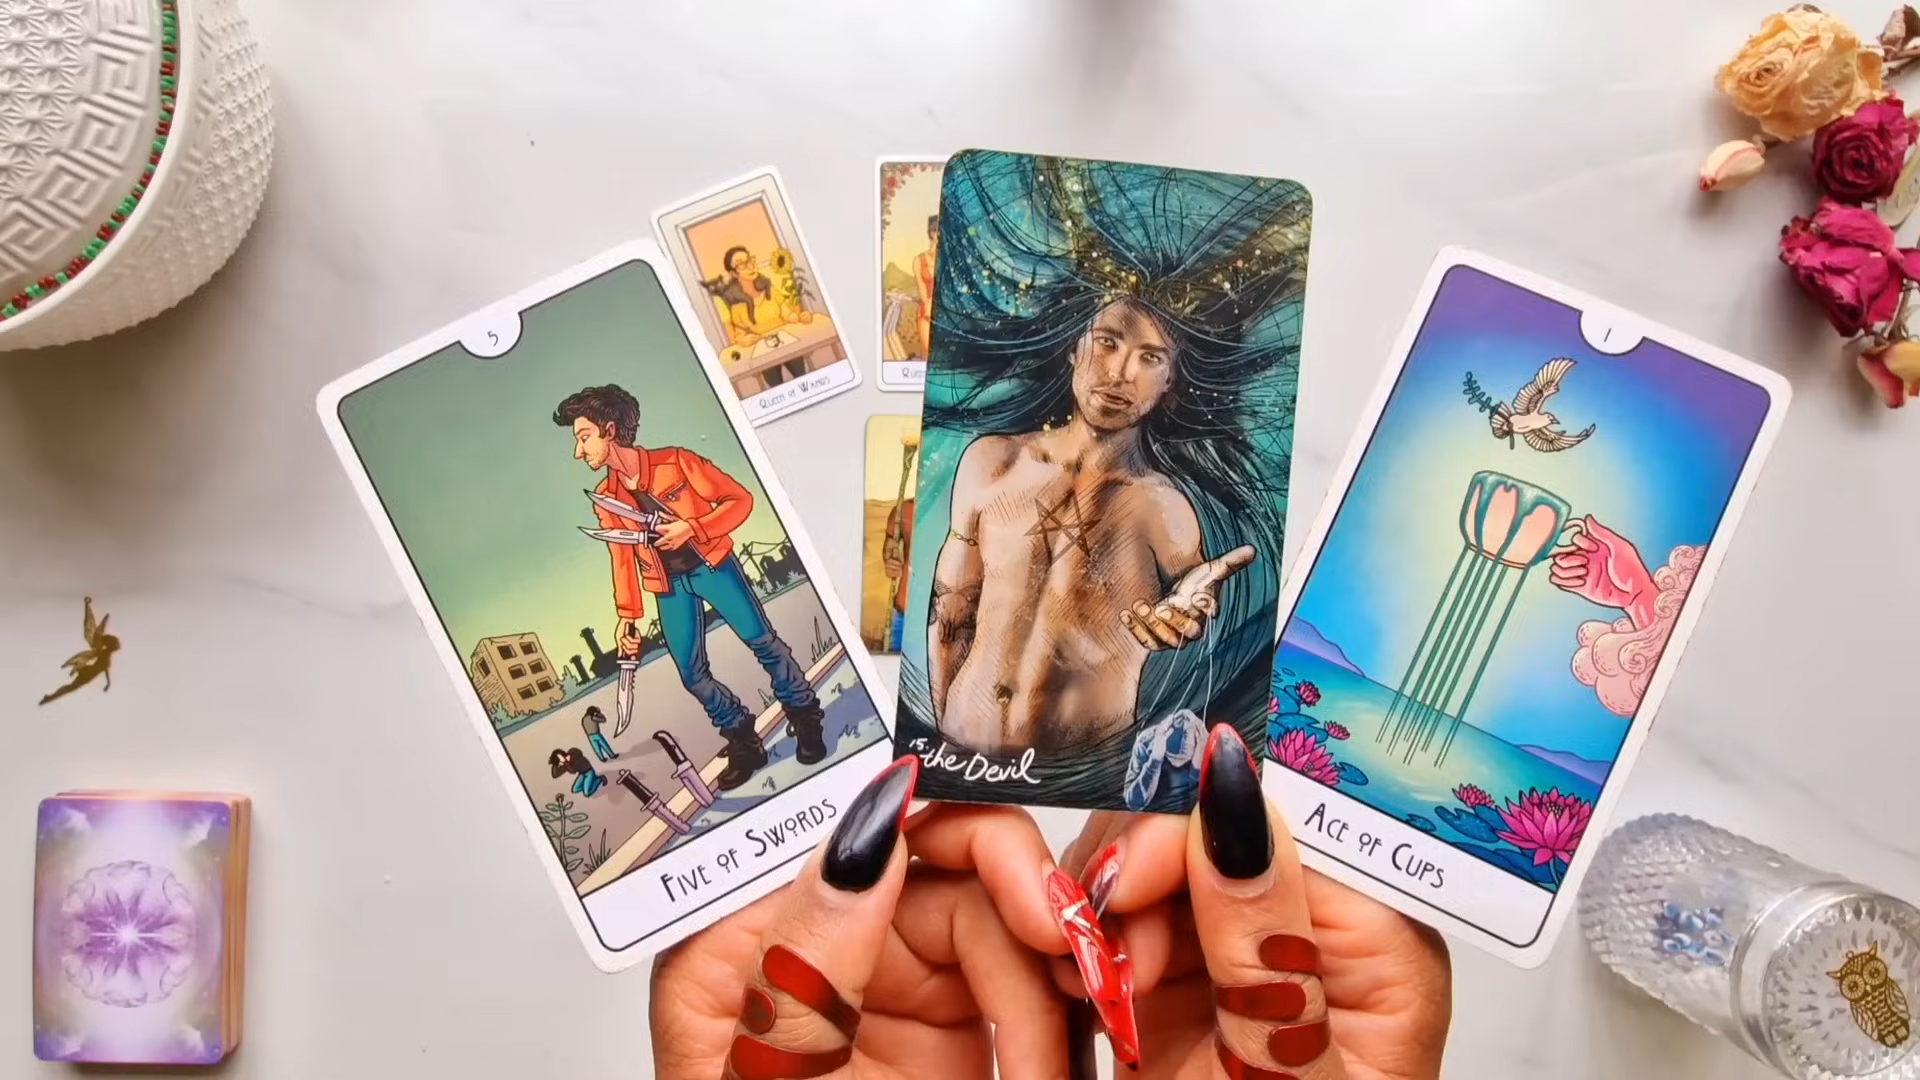 QUEEN OF WANDS
5
1
15.
the Devil
FIVE OF SWORDS
ACE OF CUPS